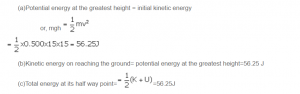 (a)Potential energy at the greatest height = initial kinetic energy
or, mgh = 1/2 mv²
= 1/2 x0.500x15x15 = 56.25J
(b)Kinetic energy on reaching the ground= potential energy at the greatest height=56.25 J
(c)Total energy at its half way point= 1/2 (K + U) =56.25J